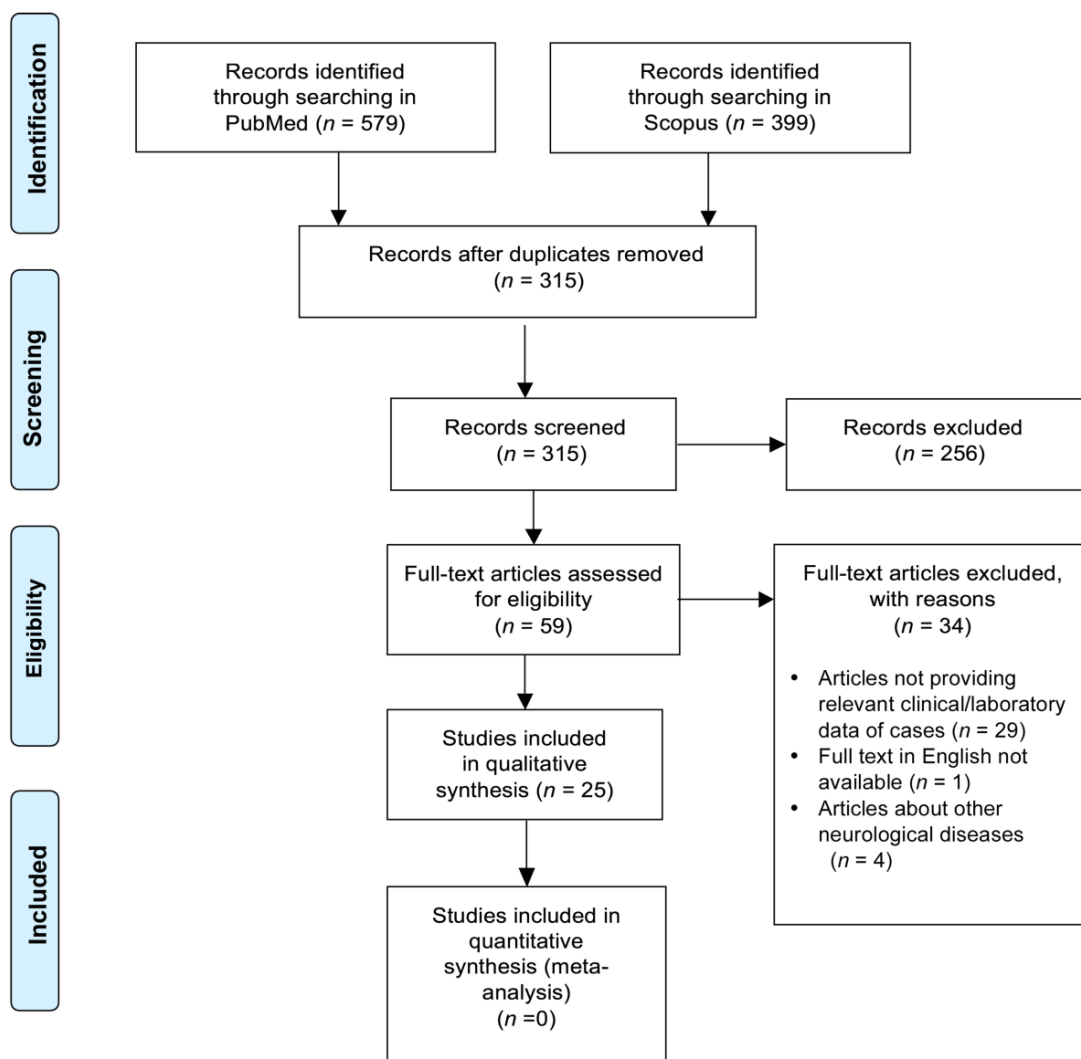 Identification
Records identified
through searching in
PubMed (n = 579)
Records identified
through searching in
Scopus (n = 399)
Records after duplicates removed
(n = 315)
Screening
Records screened
(n = 315)
Records excluded
(n = 256)
Eligibility
Full-text articles assessed
for eligibility
(n = 59)
Full-text articles excluded,
with reasons
(n = 34)
• Articles not providing
relevant clinical/laboratory
data of cases (n = 29)
• Full text in English not
available (n = 1)
• Articles about other
neurological diseases
(n = 4)
Studies included
in qualitative
synthesis (n = 25)
Included
Studies included in
quantitative
synthesis (meta-
analysis)
(n =0)